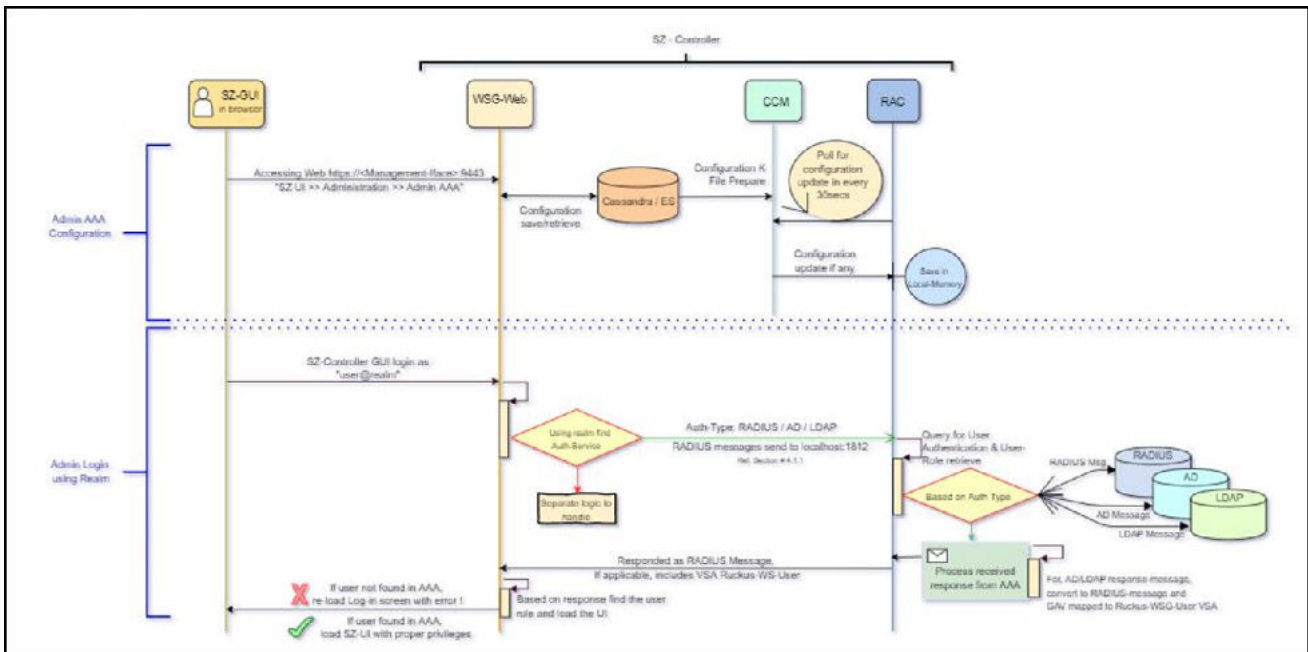 SZ - Controller
SZ-GUI
in browser
WSG-Web
CCM
RAC
Admin AAA
Configuration
Accessing Web https://<Management-Iface>:9443
"SZ UI >> Administration >> Admin AAA"
Configuration
save/retrieve
Cassandra / ES
Configuration K-
File Prepare
Poll for
configuration
update in every
30secs
Configuration
update if any
Save in
Local-Memory
Admin Login
using Realm
SZ-Controller GUI login as
"user@realm"
Using realm find
Auth-Service
Separate logic to
handle
Auth-Type: RADIUS / AD / LDAP
RADIUS messages send to localhost:1812
Ref. Section #
Query for User
Authentication & User-
Role retrieve
Based on Auth Type
RADIUS Msg
AD Message
LDAP Message
RADIUS
AD
LDAP
Process received
response from AAA
For, AD/LDAP response-message,
convert to RADIUS-message and
GAV mapped to Ruckus-WSG-User VSA
Responded as RADIUS Message,
If applicable, includes VSA Ruckus-WS-User
Based on response find the user
role and load the UI
If user not found in AAA,
re-load Log-in screen with error !
If user found in AAA,
load SZ-UI with proper privileges